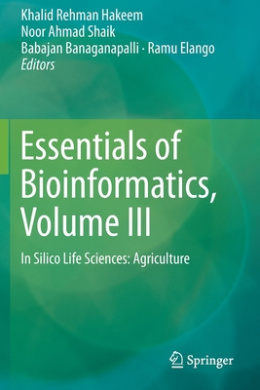 Khalid Rehman Hakeem
Noor Ahmad Shaik
Babajan Banaganapalli · Ramu Elango
Editors
Essentials of
Bioinformatics,
Volume III
In Silico Life Sciences: Agriculture
Springer